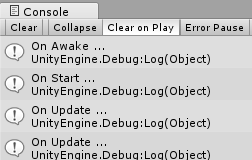 Console
Clear Collapse Clear on Play Error Pause
On Awake ...
UnityEngine.Debug:Log(Object)
On Start ...
UnityEngine.Debug:Log(Object)
On Update ...
UnityEngine.Debug:Log(Object)
On Update ...
UnityEngine.Debug:Log(Object)